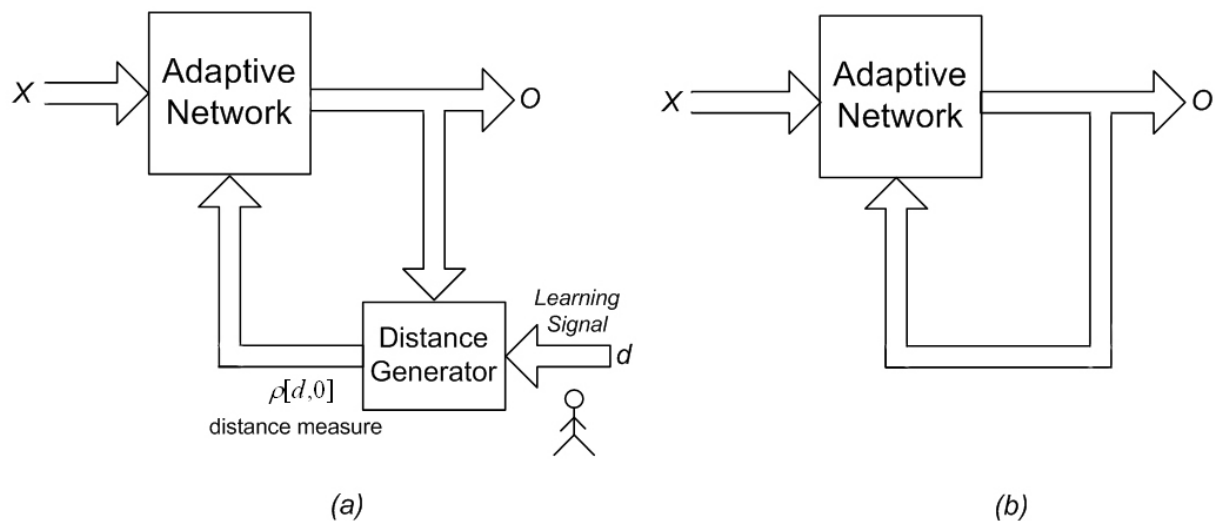 X
Adaptive
Network
O
Learning
Signal
Distance
Generator
d
ρ[d,0]
distance measure
(a)
X
Adaptive
Network
O
(b)